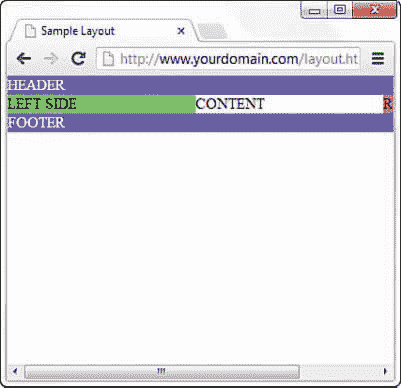 Sample Layout
http://www.yourdomain.com/layout.ht
HEADER
LEFT SIDE CONTENT R
FOOTER